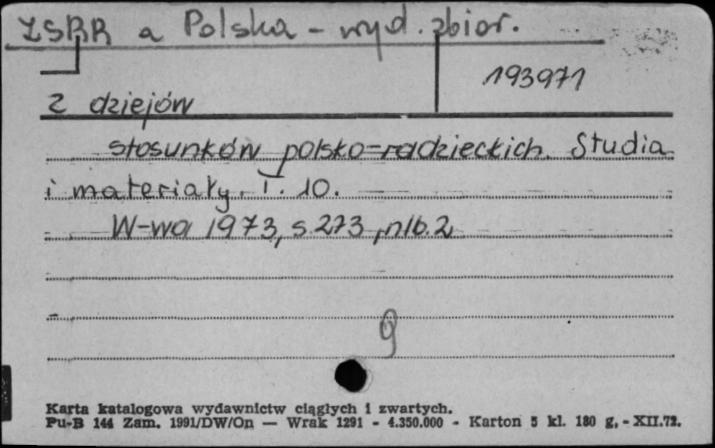 ZSRR a Polska - wyd. zbior.
193971
Z dziejów
stosunków polsko-radzieckich. Studia
i materiały. T. 10.
W-wa 1973, s. 273, nlb. 2
9
Karta katalogowa wydawnictw ciągłych i zwartych.
Pu-B 144 Zam. 1991/DW/On — Wrak 1291 - 4.350.000 - Karton 5 kl. 180 g. - XII.72.